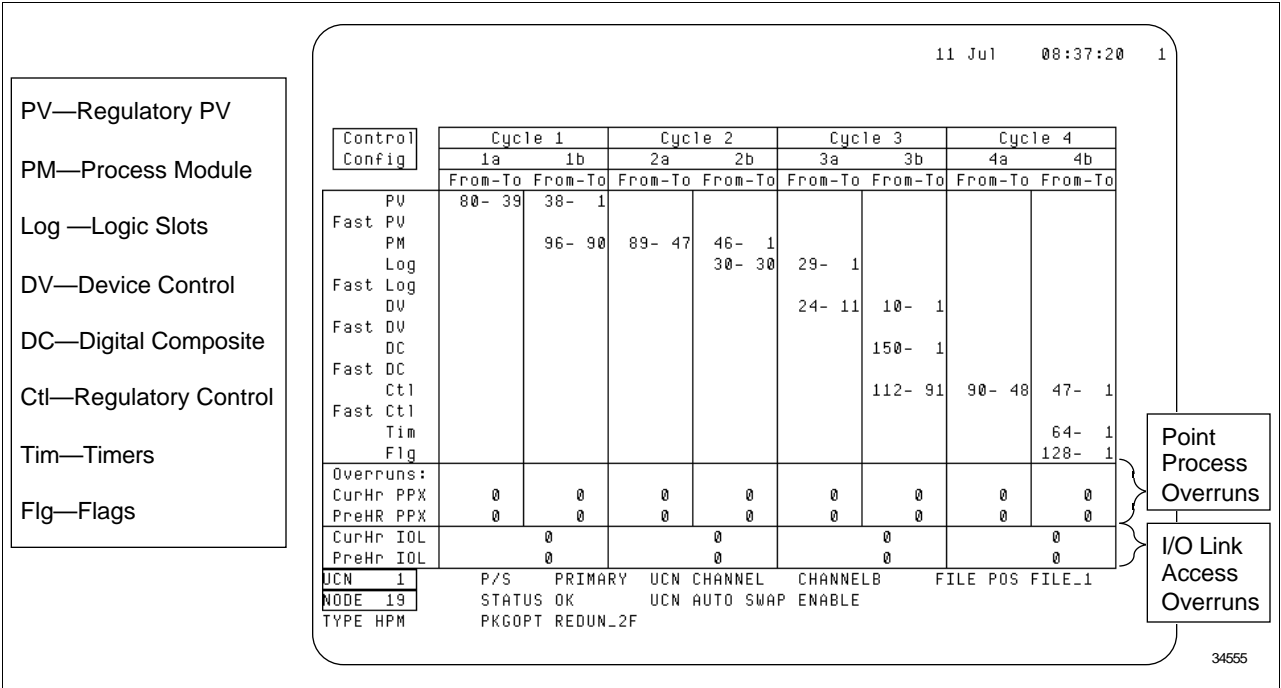 11 Jul 08:37:20 1
PV—Regulatory PV
PM—Process Module
Log —Logic Slots
DV—Device Control
DC—Digital Composite
Ctl—Regulatory Control
Tim—Timers
Flg—Flags
Control Cycle 1 Cycle 2 Cycle 3 Cycle 4
Config 1a 1b 2a 2b 3a 3b 4a 4b
From-To From-To From-To From-To From-To From-To From-To From-To
PV 80- 39 38- 1
Fast PV
PM 96- 90 89- 47 46- 1
Log 30- 30 29- 1
Fast Log
DV 24- 11 10- 1
Fast DV
DC 150- 1
Fast DC
Ctl 112- 91 90- 48 47- 1
Fast Ctl
Tim 64- 1
Flg 128- 1
Overruns:
CurHr PPX 0 0 0 0 0 0 0 0
PreHR PPX 0 0 0 0 0 0 0 0
CurHr IOL 0 0 0 0
PreHr IOL 0 0 0 0
UCN 1 P/S PRIMARY UCN CHANNEL CHANNELB FILE POS FILE_1
NODE 19 STATUS OK UCN AUTO SWAP ENABLE
TYPE HPM PKGOPT REDUN_2F
Point
Process
Overruns
I/O Link
Access
Overruns
34555